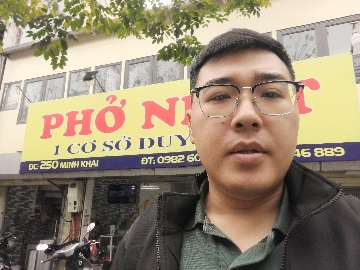 PHỞ N T
1 CƠ SỞ DUY
ĐC: 250 MINH KHAI ĐT: 0982 60 46 889